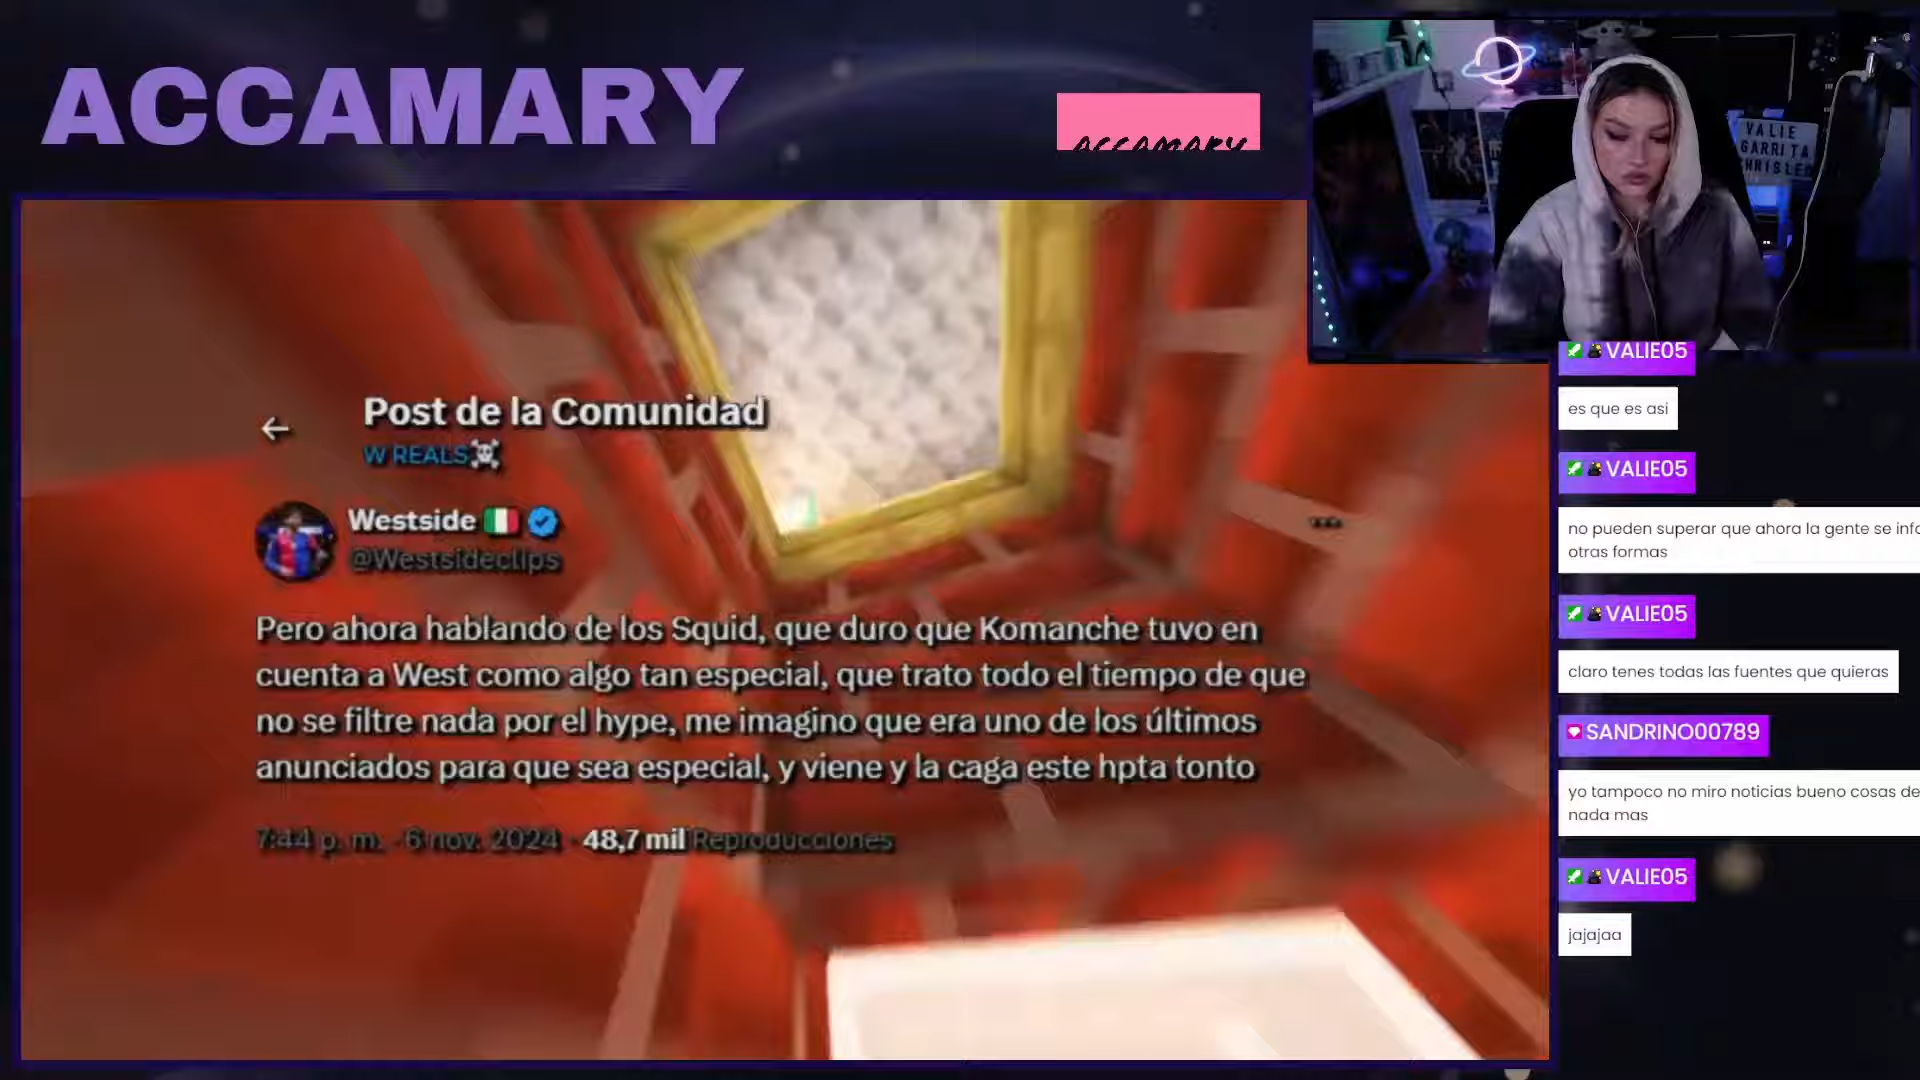 ACCAMARY
ACCAMARY
VALIE
GARRITA
CHRISLED
Post de la Comunidad
W REALS☠
Westside 🇮🇹
@Westsideclips
Pero ahora hablando de los Squid, que duro que Komanche tuvo en
cuenta a West como algo tan especial, que trato todo el tiempo de que
no se filtre nada por el hype, me imagino que era uno de los últimos
anunciados para que sea especial, y viene y la caga este hpta tonto
7:44 p. m. · 6 nov. 2024 · 48,7 mil Reproducciones
VALIE05
es que es asi
VALIE05
no pueden superar que ahora la gente se info
otras formas
VALIE05
claro tenes todas las fuentes que quieras
SANDRINO00789
yo tampoco no miro noticias bueno cosas de
nada mas
VALIE05
jajajaa